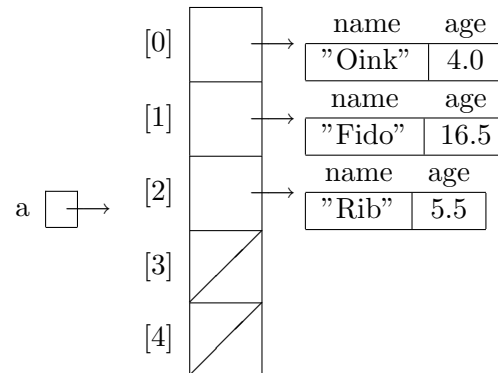 name age
[0] "Oink" 4.0
name age
[1] "Fido" 16.5
name age
a [2] "Rib" 5.5
[3]
[4]